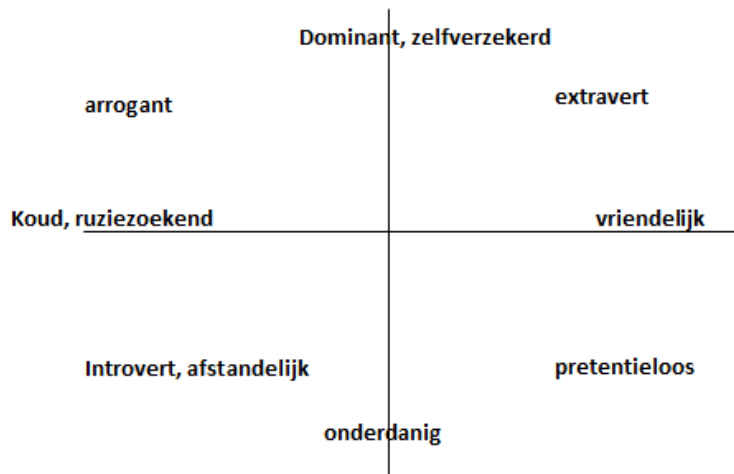 Dominant, zelfverzekerd
arrogant
extravert
Koud, ruziezoekend
vriendelijk
Introvert, afstandelijk
pretentieloos
onderdanig